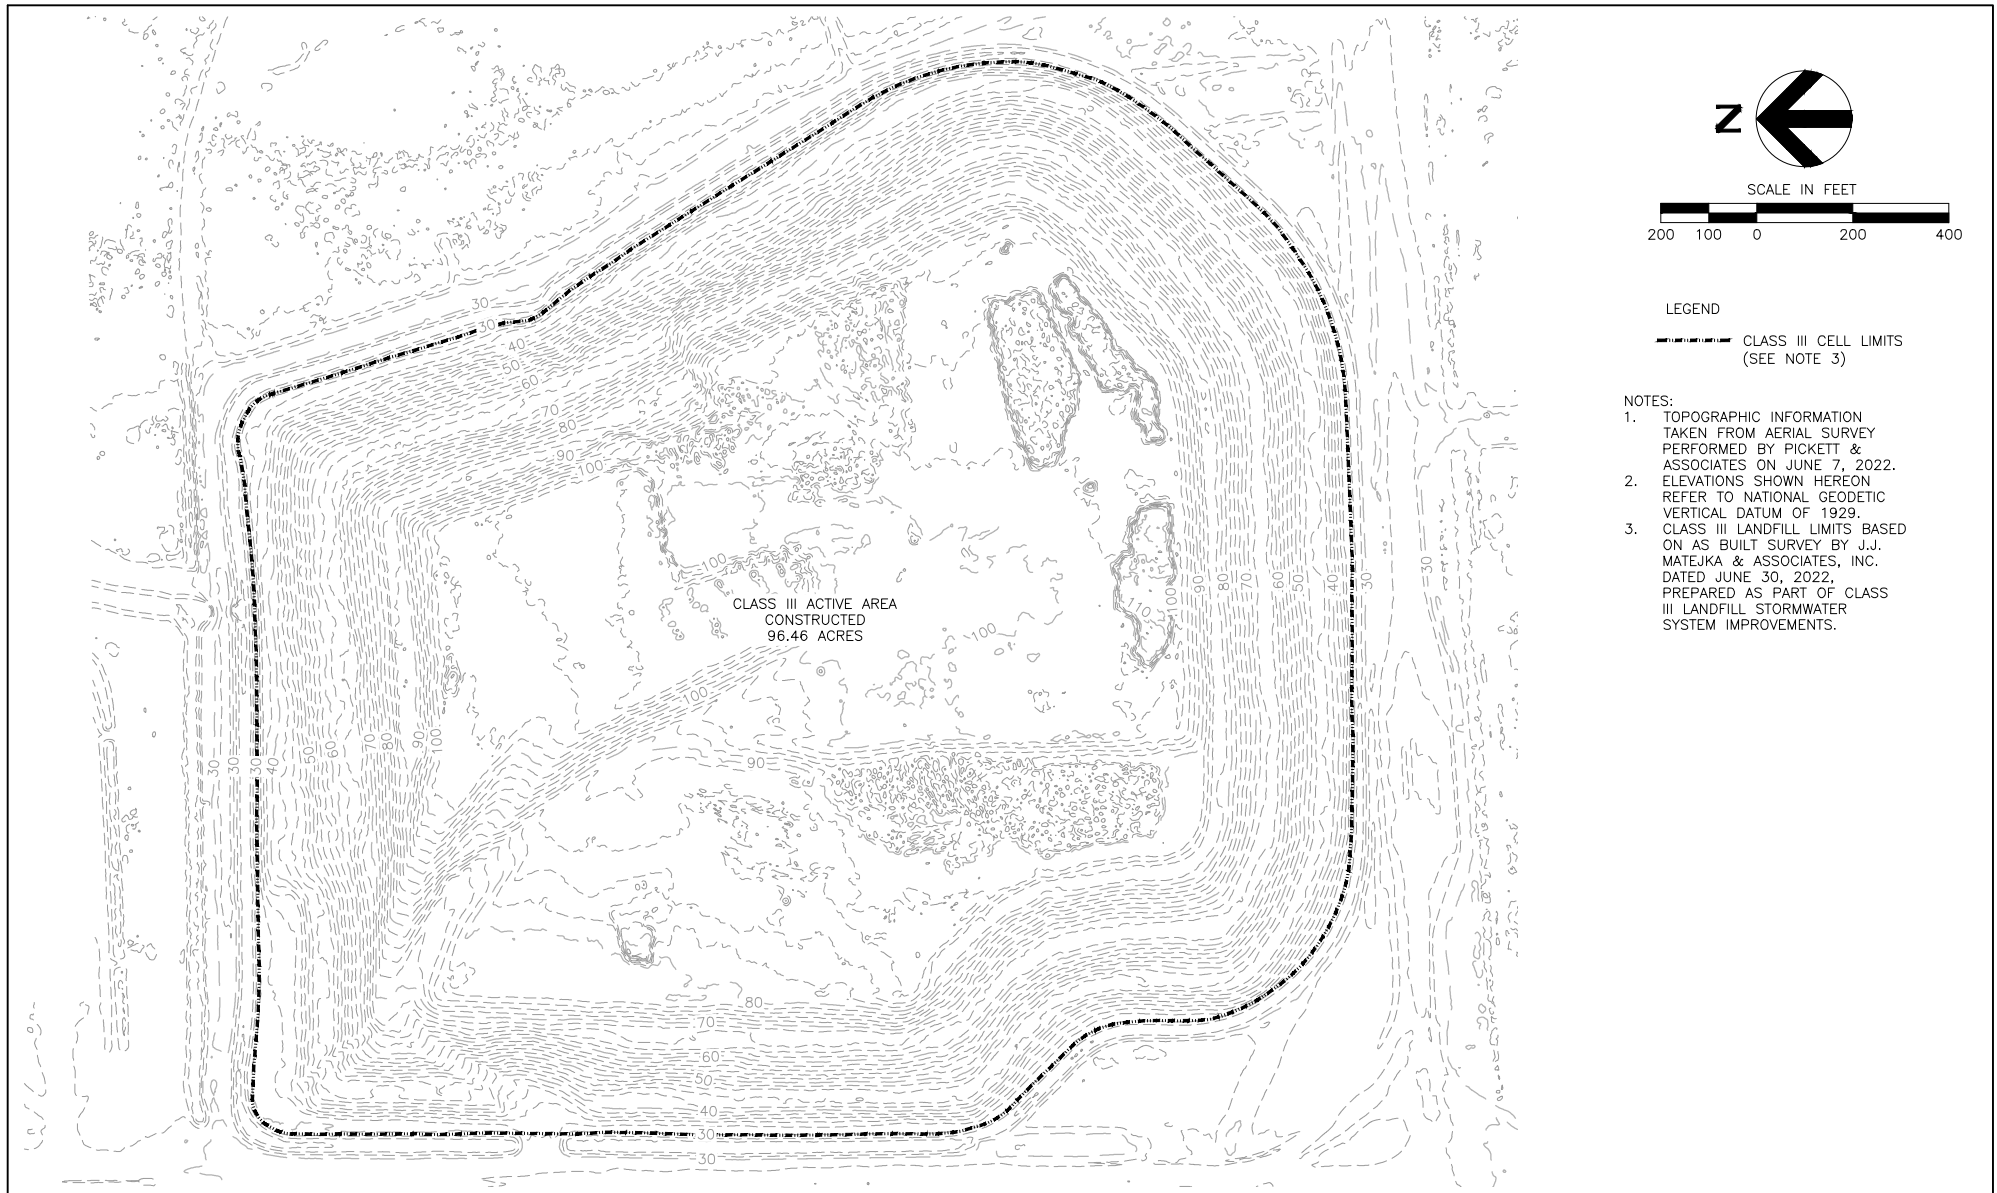 N
SCALE IN FEET
200 100 0 200 400
LEGEND
CLASS III CELL LIMITS
(SEE NOTE 3)
NOTES:
1. TOPOGRAPHIC INFORMATION
TAKEN FROM AERIAL SURVEY
PERFORMED BY PICKETT &
ASSOCIATES ON JUNE 7, 2022.
2. ELEVATIONS SHOWN HEREON
REFER TO NATIONAL GEODETIC
VERTICAL DATUM OF 1929.
3. CLASS III LANDFILL LIMITS BASED
ON AS BUILT SURVEY BY J.J.
MATEJKA & ASSOCIATES, INC.
DATED JUNE 30, 2022,
PREPARED AS PART OF CLASS
III LANDFILL STORMWATER
SYSTEM IMPROVEMENTS.
30
30
40
50
60
70
80
90
100
100
CLASS III ACTIVE AREA
CONSTRUCTED
96.46 ACRES
110
100
90
80
70
60
50
40
30
30
100
100
90
30
30
30
40
50
60
70
80
90
100
80
70
60
50
40
30
30